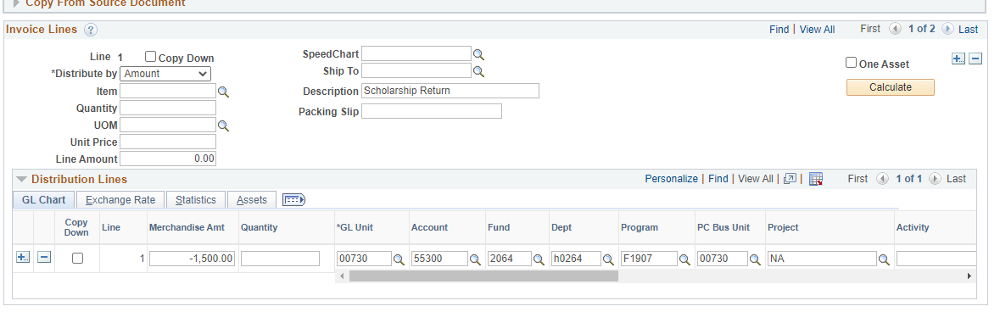 Copy From Source Document
Invoice Lines ? Find | View All First 1 of 2 Last
Line 1 Copy Down
*Distribute by Amount
Item
Quantity
UOM
Unit Price
Line Amount 0.00
SpeedChart
Ship To
Description Scholarship Return
Packing Slip
One Asset
Calculate
Distribution Lines Personalize | Find | View All | | First 1 of 1 Last
GL Chart Exchange Rate Statistics Assets
Copy Down Line Merchandise Amt Quantity *GL Unit Account Fund Dept Program PC Bus Unit Project Activity
1 -1,500.00 00730 55300 2064 h0264 F1907 00730 NA